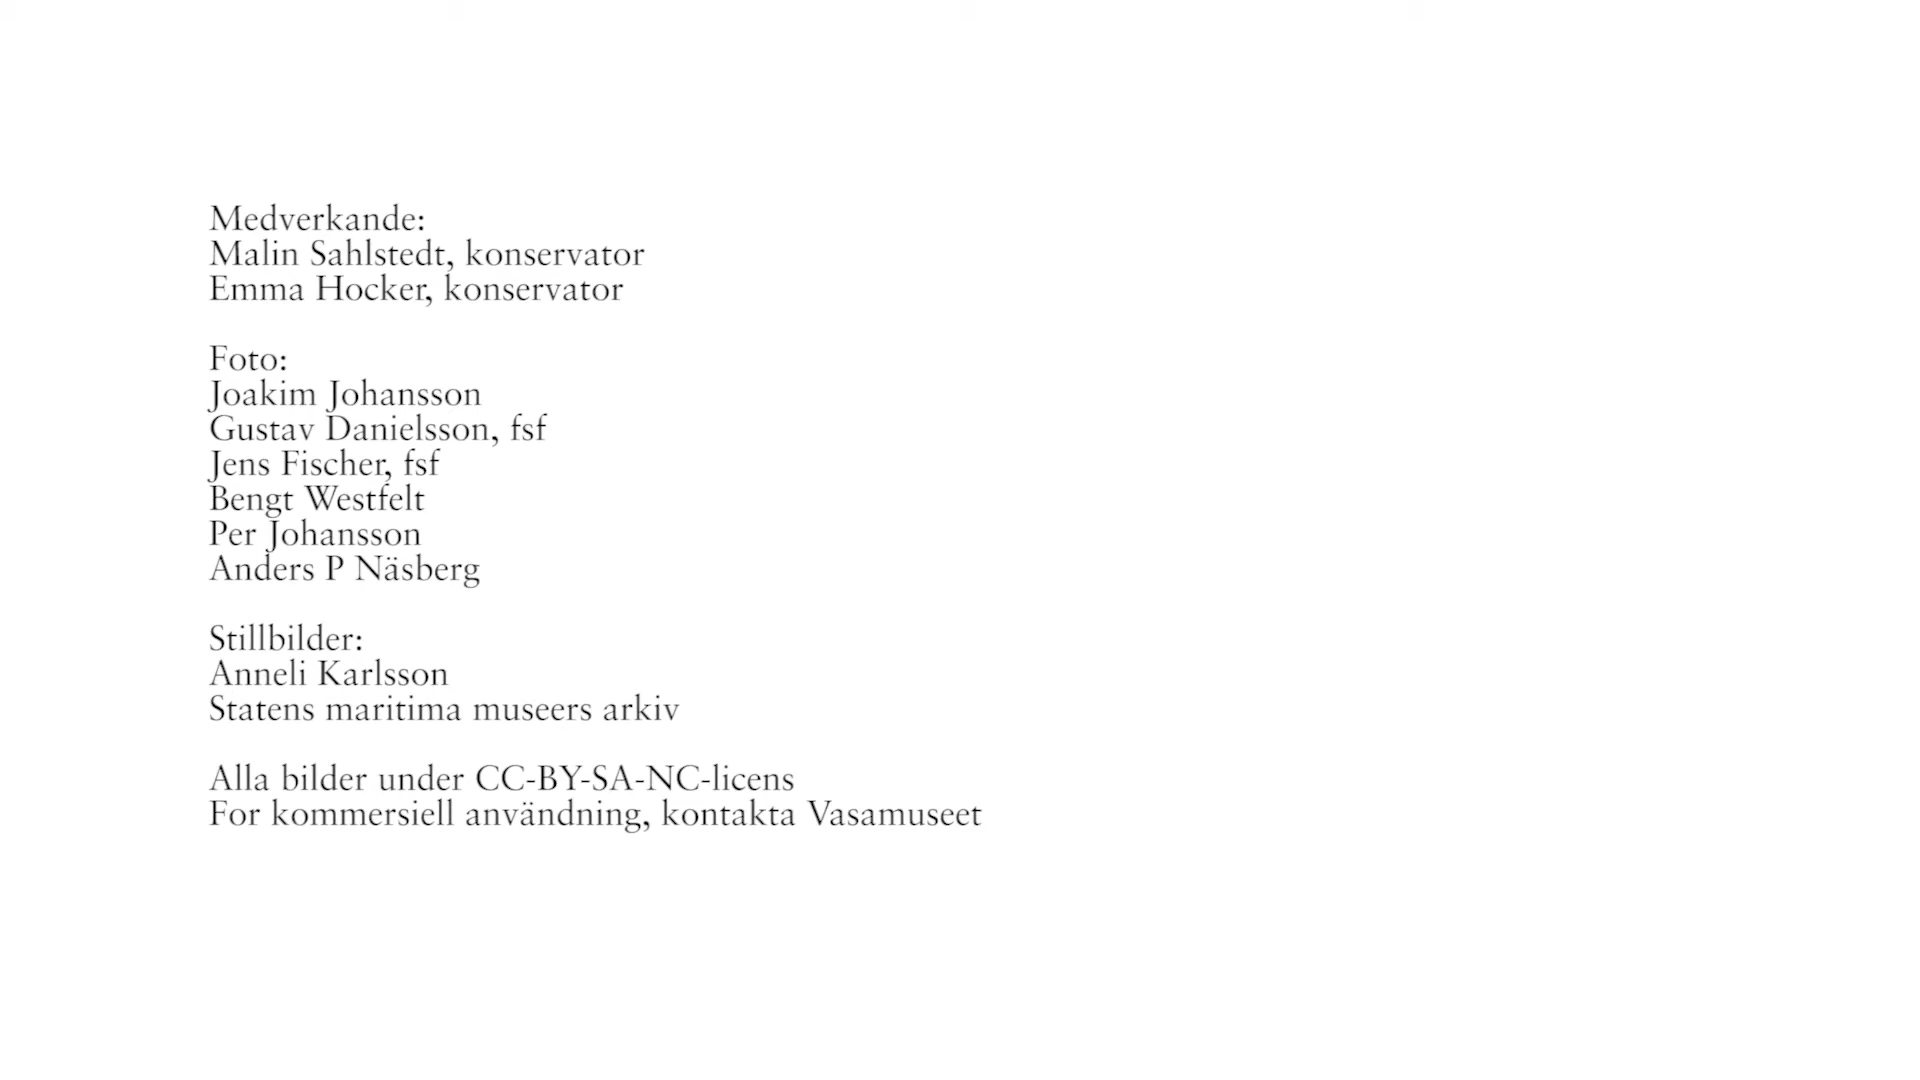 Medverkande:
Malin Sahlstedt, konservator
Emma Hocker, konservator
Foto:
Joakim Johansson
Gustav Danielsson, fsf
Jens Fischer, fsf
Bengt Westfelt
Per Johansson
Anders P Näsberg
Stillbilder:
Anneli Karlsson
Statens maritima museers arkiv
Alla bilder under CC-BY-SA-NC-licens
For kommersiell användning, kontakta Vasamuseet